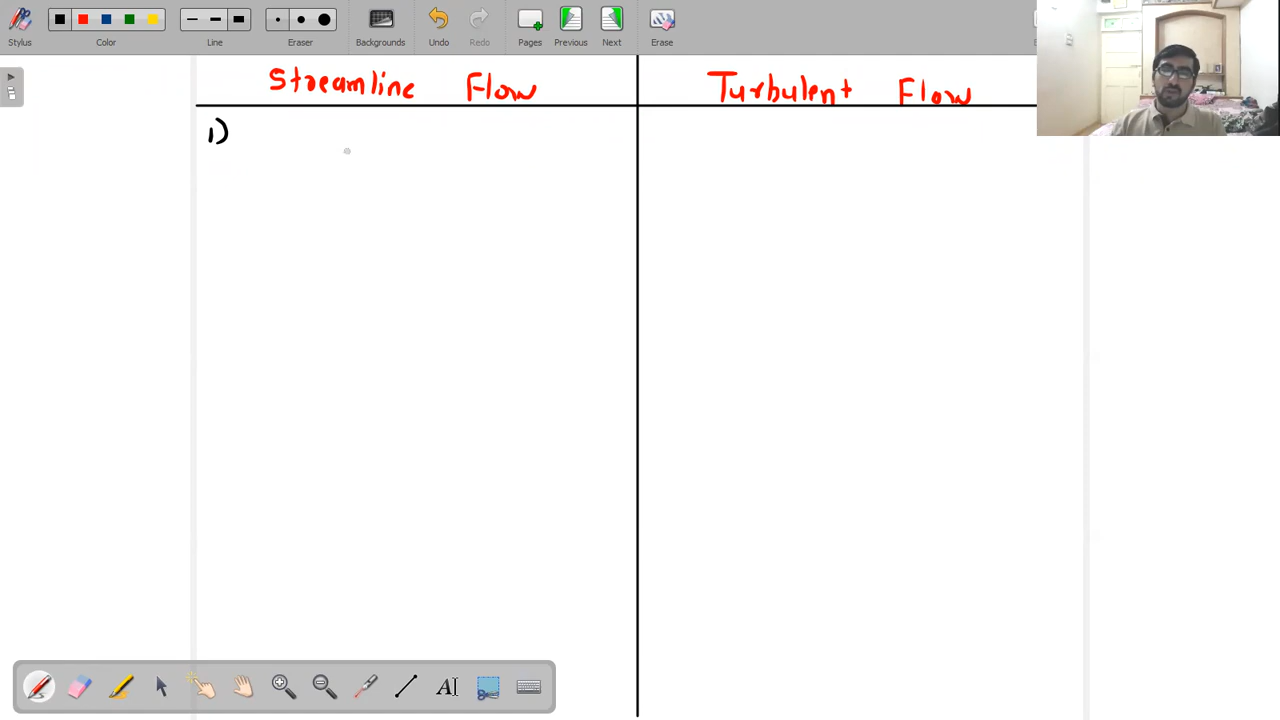 Stylus Color Line Eraser Backgrounds Undo Redo Pages Previous Next Erase
Streamline Flow
Turbulent Flow
1)